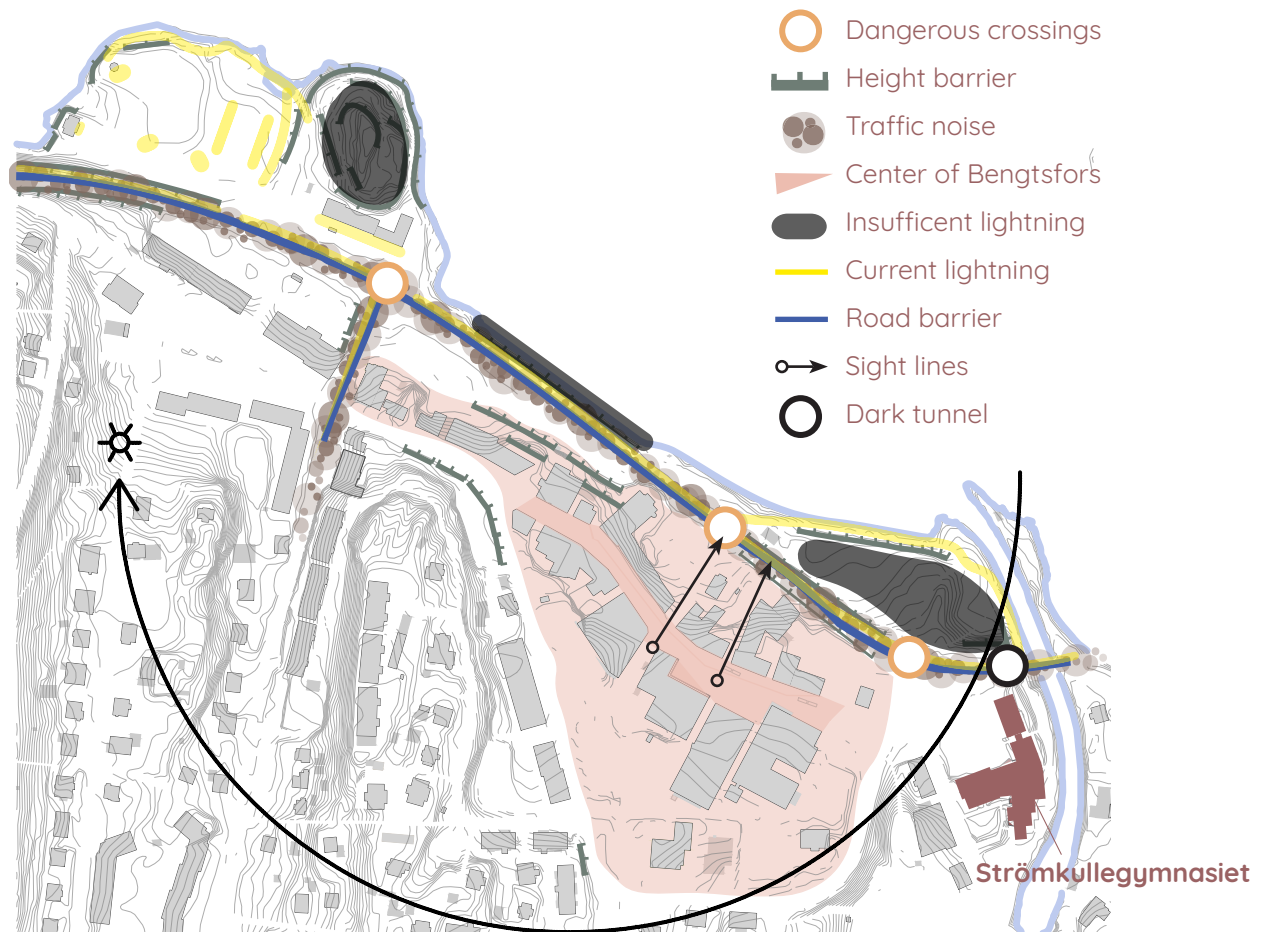 Dangerous crossings
Height barrier
Traffic noise
Center of Bengtsfors
Insufficent lightning
Current lightning
Road barrier
Sight lines
Dark tunnel
Strömkullegymnasiet